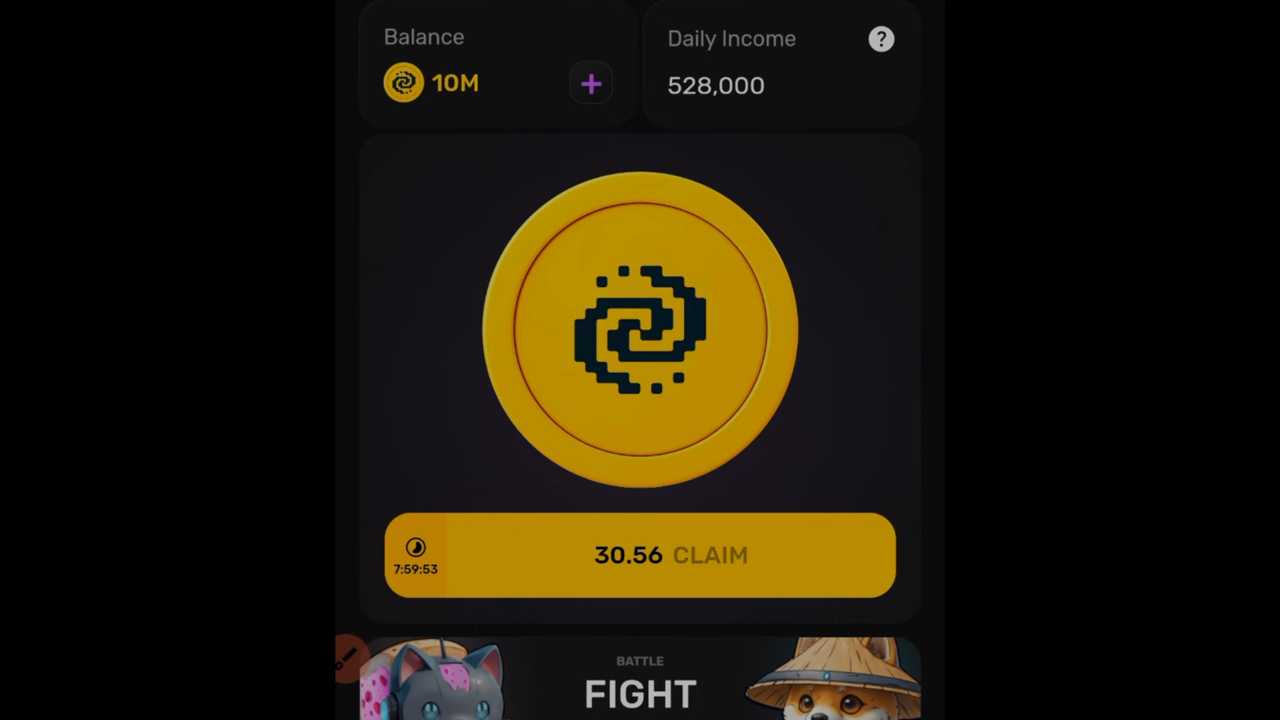 Balance
10M
+
Daily Income
?
528,000
7:59:53
30.56 CLAIM
BATTLE
FIGHT